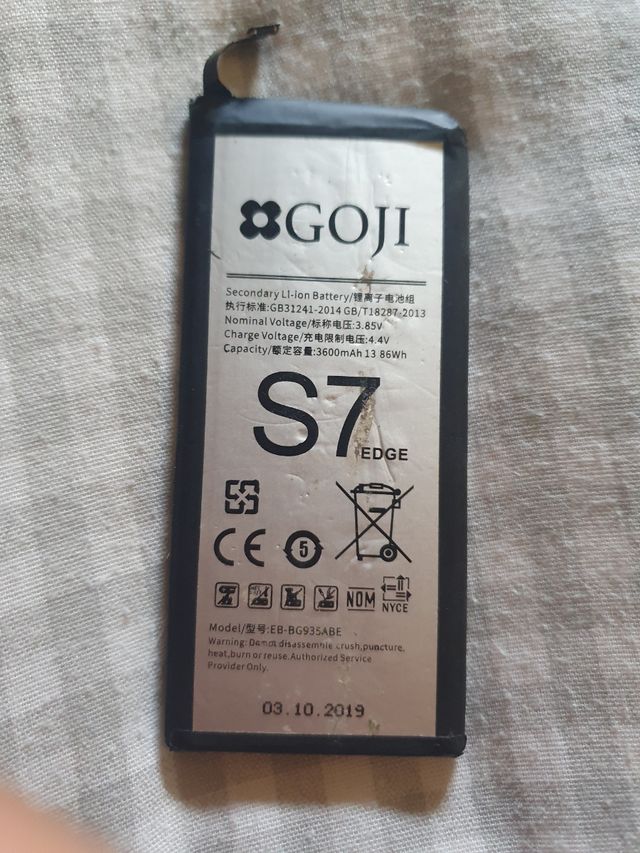 GOJI
Secondary LI-ion Battery/锂离子电池组
执行标准:GB31241-2014 GB/T18287-2013
Nominal Voltage/标称电压:3.85V
Charge Voltage/充电限制电压:4.4V
Capacity/额定容量:3600mAh 13 86Wh
S7
EDGE
CE
5
NOM
NYCE
Model/型号:EB-BG935ABE
Warning: Do not disassemble crush,puncture,
heat,burn or reuse.Authorized Service
Provider Only.
03.10.2019